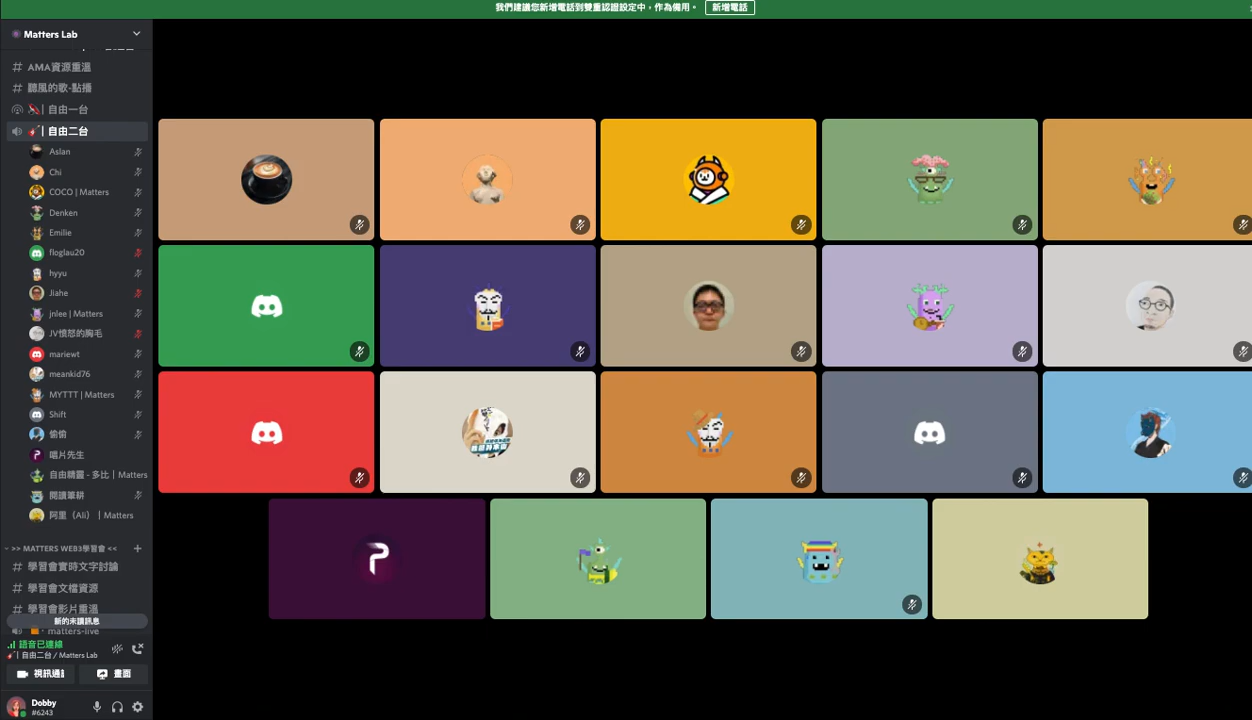 我們建議您新增電話到雙重認證設定中，作為備用。 新增電話
Matters Lab
# AMA資源重溫
# 聽風的歌-點播
| 自由一台
| 自由二台
Aslan
Chi
COCO | Matters
Denken
Emilie
floglau20
hyyu
Jiahe
jnlee | Matters
JV憤怒的胸毛
mariewt
meankid76
MYTTT | Matters
Shift
偷偷
唱片先生
自由精靈 - 多比 | Matters
閱讀筆耕
阿里（Ali） | Matters
>> MATTERS WEB3學習會 << +
# 學習會實時文字討論
# 學習會文檔資源
# 學習會影片重溫
新的未讀訊息
matters-live
語音已連線
| 自由二台 / Matters Lab
視訊通話
畫面
Dobby
#6243